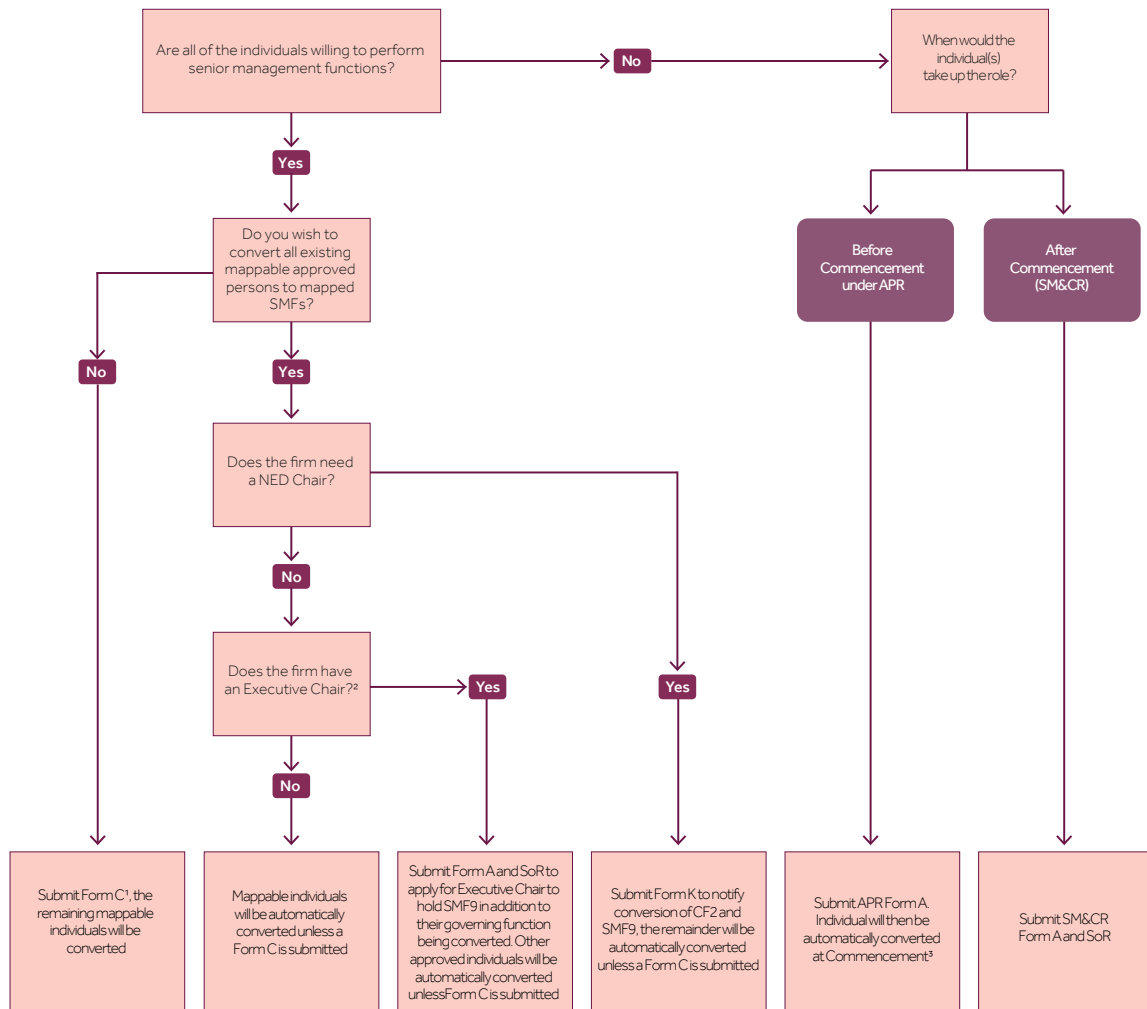 Are all of the individuals willing to perform
senior management functions?
No
When would the
individual(s)
take up the role?
Yes
Do you wish to
convert all existing
mappable approved
persons to mapped
SMFs?
Before
Commencement
under APR
After
Commencement
(SM&CR)
No
Yes
Does the firm need
a NED Chair?
No
Does the firm have
an Executive Chair?²
Yes
Yes
No
Submit Form C¹, the
remaining mappable
individuals will be
converted
Mappable individuals
will be automatically
converted unless a
Form C is submitted
Submit Form A and SoR to
apply for Executive Chair to
hold SMF9 in addition to
their governing function
being converted. Other
approved individuals will be
automatically converted
unlessForm C is submitted
Submit Form K to notify
conversion of CF2 and
SMF9, the remainder will be
automatically converted
unless a Form C is submitted
Submit APR Form A.
Individual will then be
automatically converted
at Commencement³
Submit SM&CR
Form A and SoR